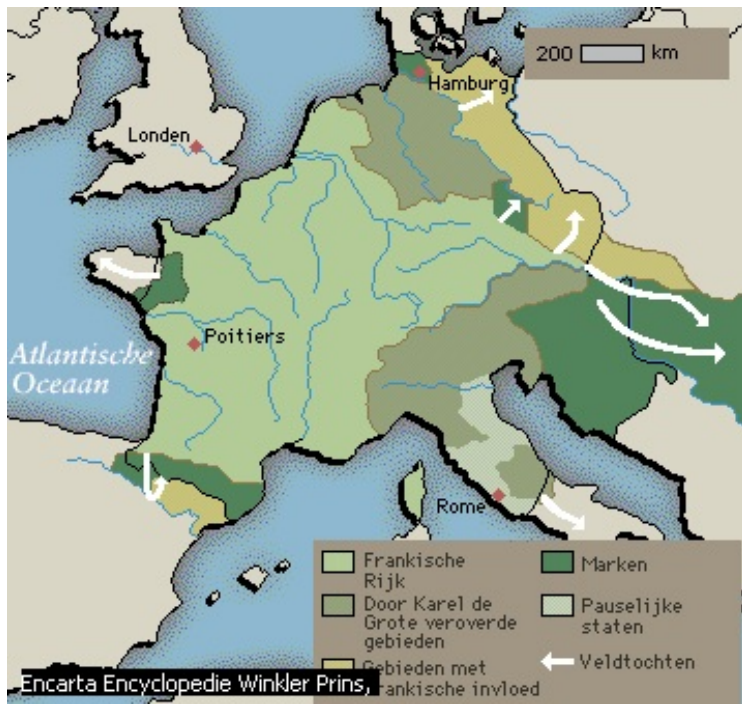 200 km
Hamburg
Londen
Poitiers
Atlantische
Oceaan
Rome
Frankische
Rijk
Door Karel de
Grote veroverde
gebieden
Gebieden met
Frankische invloed
Marken
Pauselijke
staten
Veldtochten
Encarta Encyclopedie Winkler Prins,